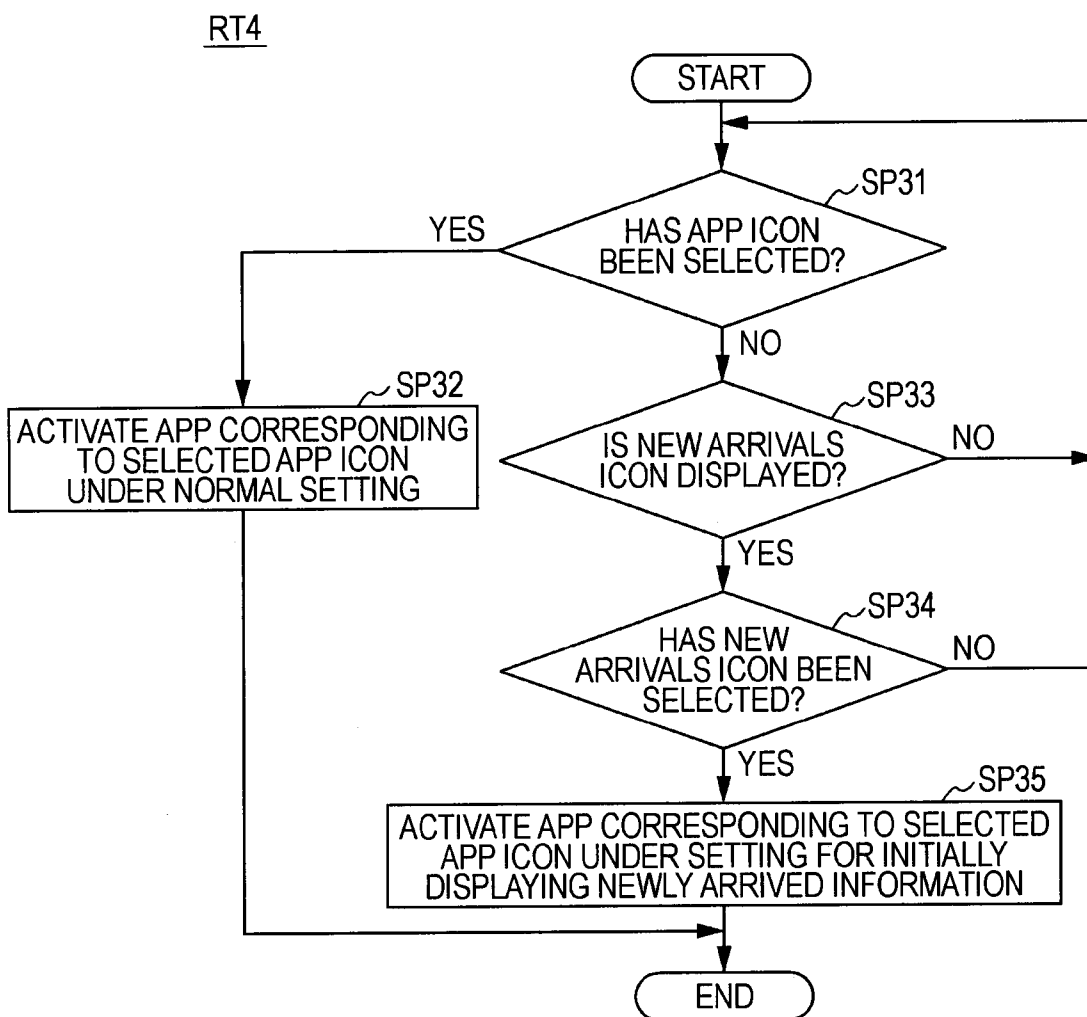 RT4
START
SP31
YES
HAS APP ICON
BEEN SELECTED?
NO
SP32
ACTIVATE APP CORRESPONDING
TO SELECTED APP ICON
UNDER NORMAL SETTING
SP33
IS NEW ARRIVALS
ICON DISPLAYED?
NO
YES
SP34
HAS NEW
ARRIVALS ICON BEEN
SELECTED?
NO
YES
SP35
ACTIVATE APP CORRESPONDING TO SELECTED
APP ICON UNDER SETTING FOR INITIALLY
DISPLAYING NEWLY ARRIVED INFORMATION
END